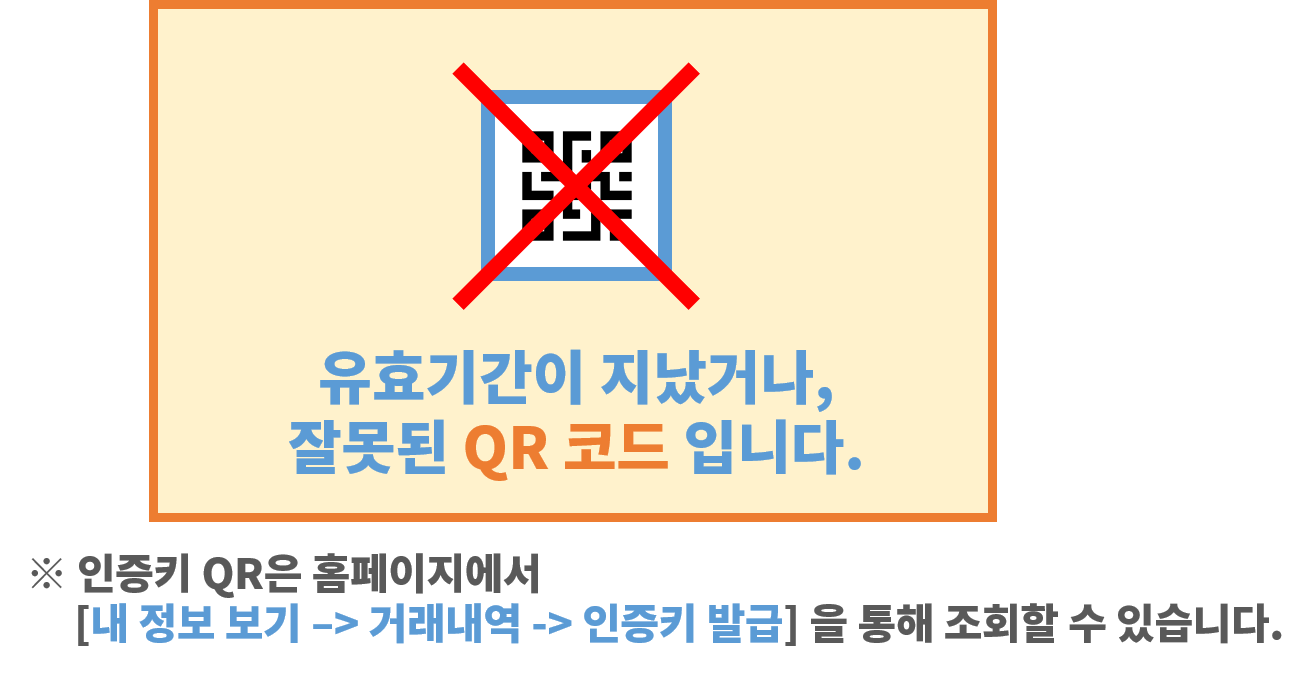 유효기간이 지났거나,
잘못된 QR 코드 입니다.
※ 인증키 QR은 홈페이지에서
[내 정보 보기 –> 거래내역 -> 인증키 발급] 을 통해 조회할 수 있습니다.